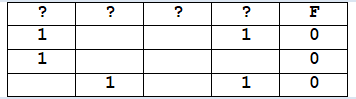 ? ? ? ? F
1 1 0
1 0
1 1 0